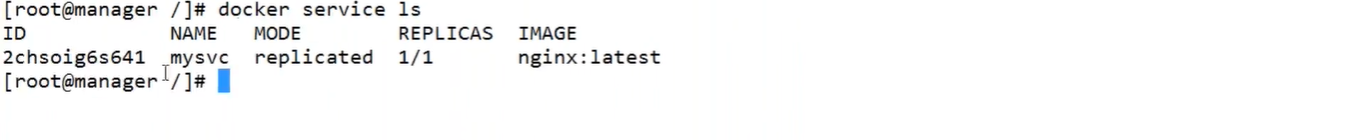 [root@manager /]# docker service ls
ID            NAME   MODE        REPLICAS  IMAGE
2chsoig6s641  mysvc  replicated  1/1       nginx:latest
[root@manager /]#